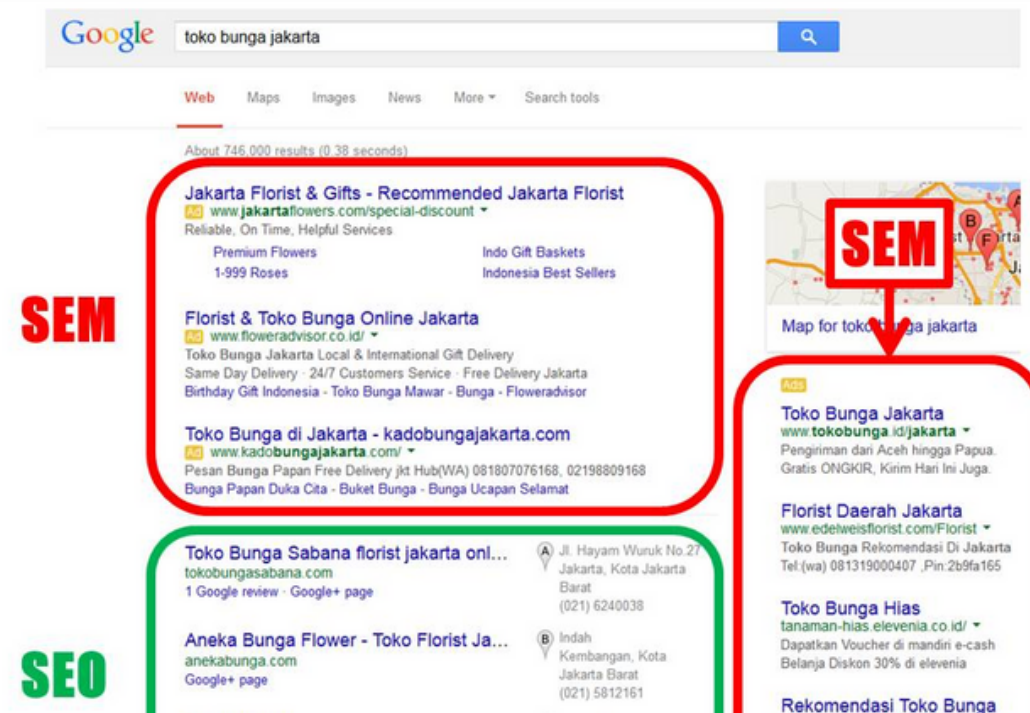 Google toko bunga jakarta
Web Maps Images News More Search tools
About 746,000 results (0.38 seconds)
SEM
Jakarta Florist & Gifts - Recommended Jakarta Florist
Ad www.jakartaflowers.com/special-discount
Reliable, On Time, Helpful Services
Premium Flowers Indo Gift Baskets
1-999 Roses Indonesia Best Sellers
Florist & Toko Bunga Online Jakarta
Ad www.floweradvisor.co.id/
Toko Bunga Jakarta Local & International Gift Delivery
Same Day Delivery · 24/7 Customers Service · Free Delivery Jakarta
Birthday Gift Indonesia - Toko Bunga Mawar - Bunga - Floweradvisor
Toko Bunga di Jakarta - kadobungajakarta.com
Ad www.kadobungajakarta.com/
Pesan Bunga Papan Free Delivery jkt Hub(WA) 081807076168, 02198809168
Bunga Papan Duka Cita - Buket Bunga - Bunga Ucapan Selamat
SEO
Toko Bunga Sabana florist jakarta onl...
tokobungasabana.com
1 Google review · Google+ page
A Jl. Hayam Wuruk No.27
Jakarta, Kota Jakarta
Barat
(021) 6240038
Aneka Bunga Flower - Toko Florist Ja...
anekabunga.com
Google+ page
B Indah
Kembangan, Kota
Jakarta Barat
(021) 5812161
A
B
F
SEM
Map for toko bunga jakarta
Ads
Toko Bunga Jakarta
www.tokobunga.id/jakarta
Pengiriman dari Aceh hingga Papua.
Gratis ONGKIR, Kirim Hari Ini Juga.
Florist Daerah Jakarta
www.edelweisflorist.com/Florist
Toko Bunga Rekomendasi Di Jakarta
Tel:(wa) 081319000407 ,Pin:2b9fa165
Toko Bunga Hias
tanaman-hias.elevenia.co.id/
Dapatkan Voucher di mandiri e-cash
Belanja Diskon 30% di elevenia
Rekomendasi Toko Bunga